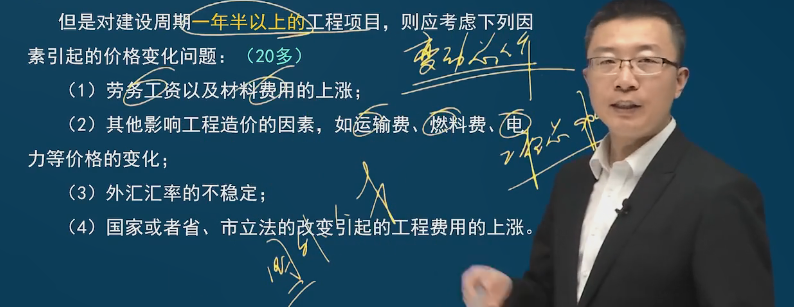 但是对建设周期一年半以上的工程项目，则应考虑下列因
素引起的价格变化问题：（20多）
（1）劳务工资以及材料费用的上涨；
（2）其他影响工程造价的因素，如运输费、燃料费、电
力等价格的变化；
（3）外汇汇率的不稳定；
（4）国家或者省、市立法的改变引起的工程费用的上涨。
变动总价